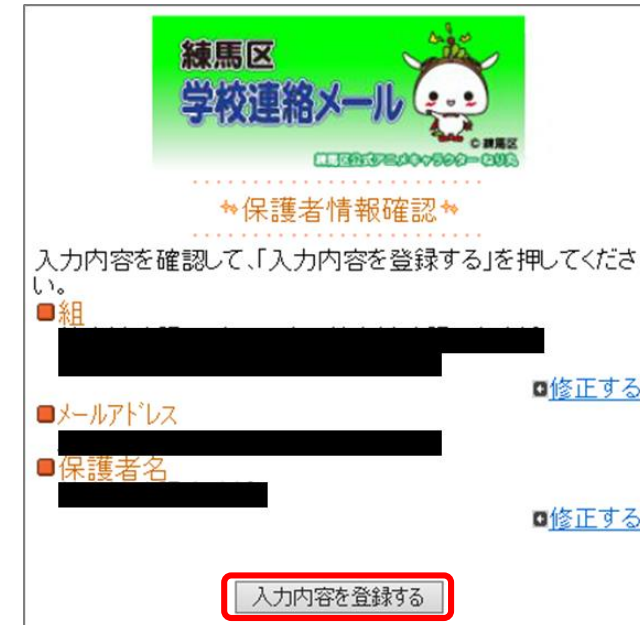 練馬区
学校連絡メール
© 練馬区
練馬区公式アニメキャラクター ねり丸
保護者情報確認
入力内容を確認して、「入力内容を登録する」を押してくださ
い。
組
修正する
メールアドレス
保護者名
修正する
入力内容を登録する